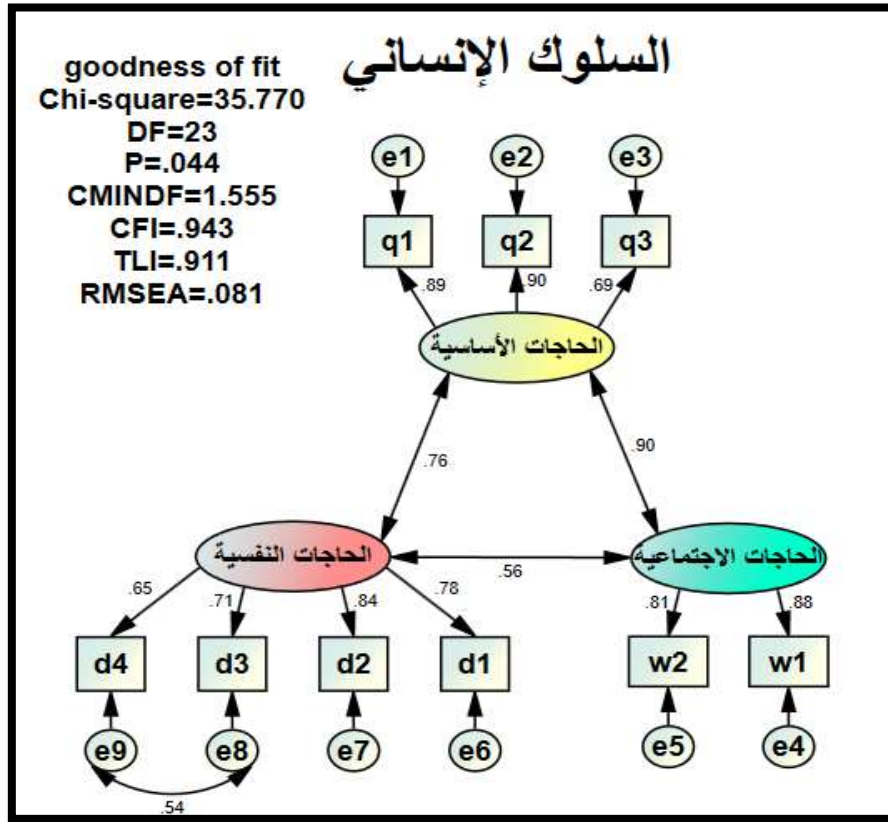 السلوك الإنساني
goodness of fit
Chi-square=35.770
DF=23
P=.044
CMINDF=1.555
CFI=.943
TLI=.911
RMSEA=.081
e1 e2 e3
q1 q2 q3
.89 .90 .69
الحاجات الأساسية
.76 .90
الحاجات النفسية
.56
الحاجات الاجتماعية
.65 .71 .84 .78 .81 .88
d4 d3 d2 d1 w2 w1
e9 e8 e7 e6 e5 e4
.54